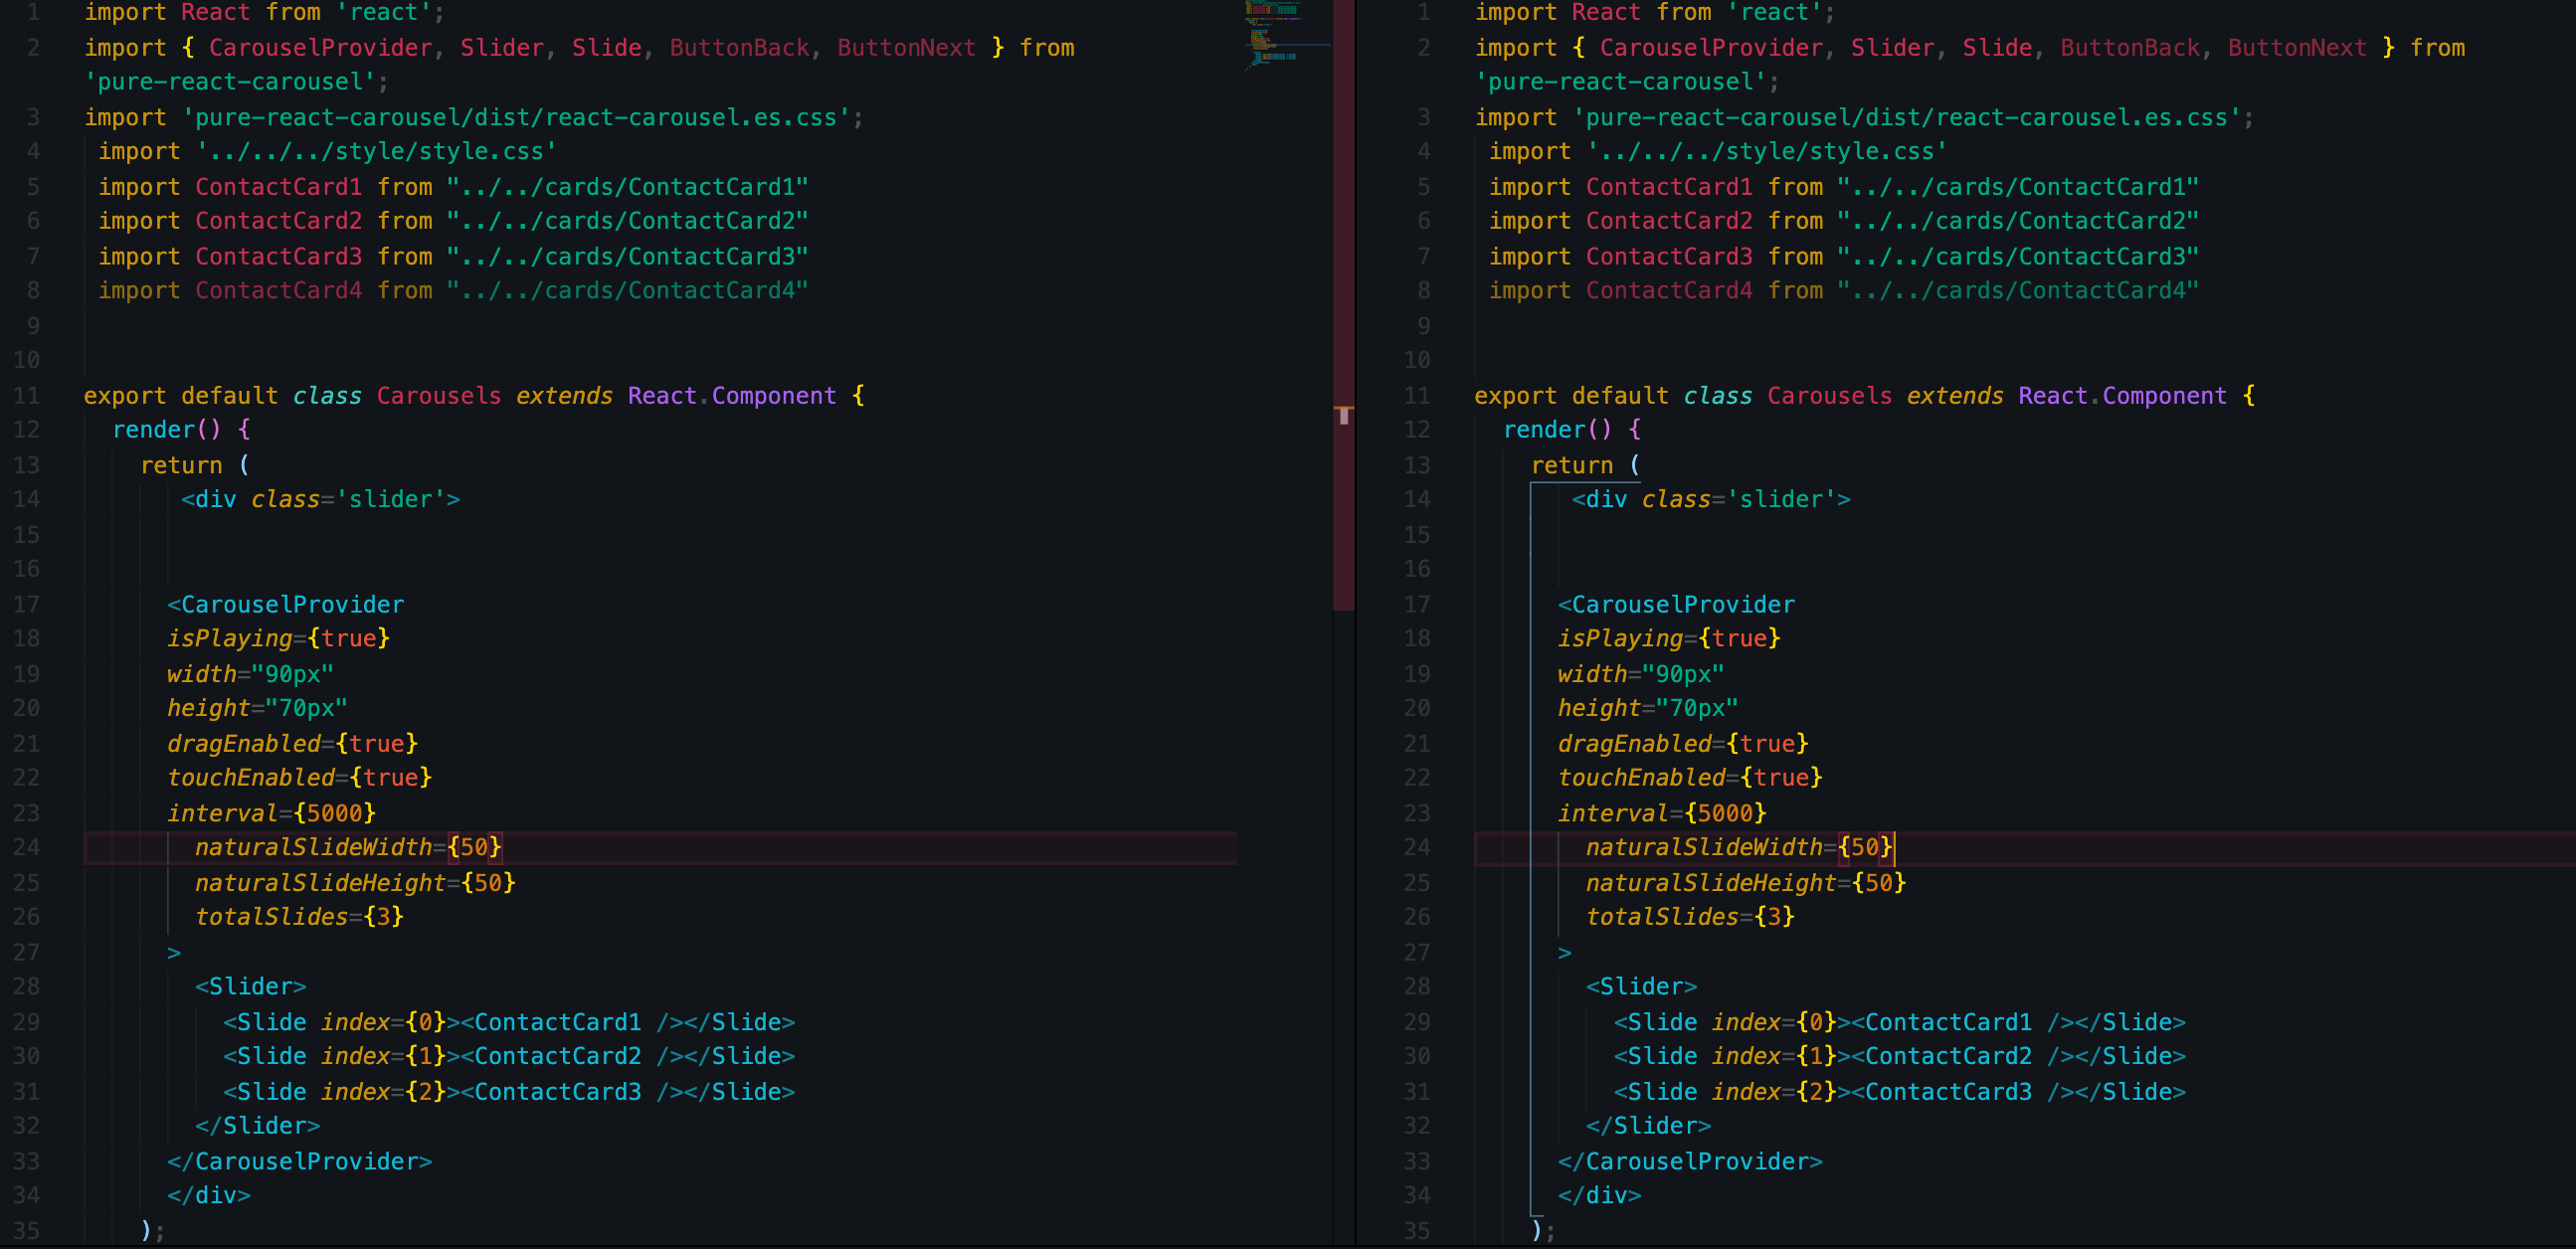 1 import React from 'react';
2 import { CarouselProvider, Slider, Slide, ButtonBack, ButtonNext } from
'pure-react-carousel';
3 import 'pure-react-carousel/dist/react-carousel.es.css';
4 import '../../../style/style.css'
5 import ContactCard1 from "../../cards/ContactCard1"
6 import ContactCard2 from "../../cards/ContactCard2"
7 import ContactCard3 from "../../cards/ContactCard3"
8 import ContactCard4 from "../../cards/ContactCard4"
9
10
11 export default class Carousels extends React.Component {
12 render() {
13 return (
14 <div class='slider'>
15
16
17 <CarouselProvider
18 isPlaying={true}
19 width="90px"
20 height="70px"
21 dragEnabled={true}
22 touchEnabled={true}
23 interval={5000}
24 naturalSlideWidth={50}
25 naturalSlideHeight={50}
26 totalSlides={3}
27 >
28 <Slider>
29 <Slide index={0}><ContactCard1 /></Slide>
30 <Slide index={1}><ContactCard2 /></Slide>
31 <Slide index={2}><ContactCard3 /></Slide>
32 </Slider>
33 </CarouselProvider>
34 </div>
35 );
1 import React from 'react';
2 import { CarouselProvider, Slider, Slide, ButtonBack, ButtonNext } from
'pure-react-carousel';
3 import 'pure-react-carousel/dist/react-carousel.es.css';
4 import '../../../style/style.css'
5 import ContactCard1 from "../../cards/ContactCard1"
6 import ContactCard2 from "../../cards/ContactCard2"
7 import ContactCard3 from "../../cards/ContactCard3"
8 import ContactCard4 from "../../cards/ContactCard4"
9
10
11 export default class Carousels extends React.Component {
12 render() {
13 return (
14 <div class='slider'>
15
16
17 <CarouselProvider
18 isPlaying={true}
19 width="90px"
20 height="70px"
21 dragEnabled={true}
22 touchEnabled={true}
23 interval={5000}
24 naturalSlideWidth={50}
25 naturalSlideHeight={50}
26 totalSlides={3}
27 >
28 <Slider>
29 <Slide index={0}><ContactCard1 /></Slide>
30 <Slide index={1}><ContactCard2 /></Slide>
31 <Slide index={2}><ContactCard3 /></Slide>
32 </Slider>
33 </CarouselProvider>
34 </div>
35 );